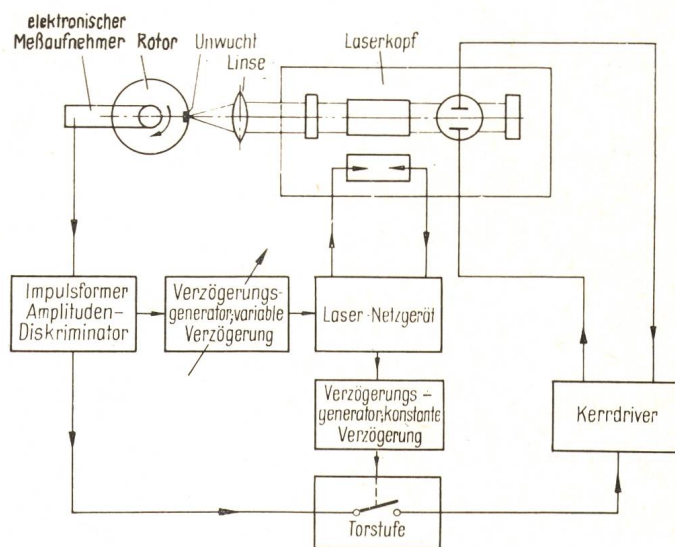 elektronischer
Meßaufnehmer
Rotor
Unwucht
Linse
Laserkopf
Impulsformer
Amplituden-
Diskriminator
Verzögerungs-
generator,variable
Verzögerung
Laser-Netzgerät
Verzögerungs-
generator,konstante
Verzögerung
Kerrdriver
Torstufe